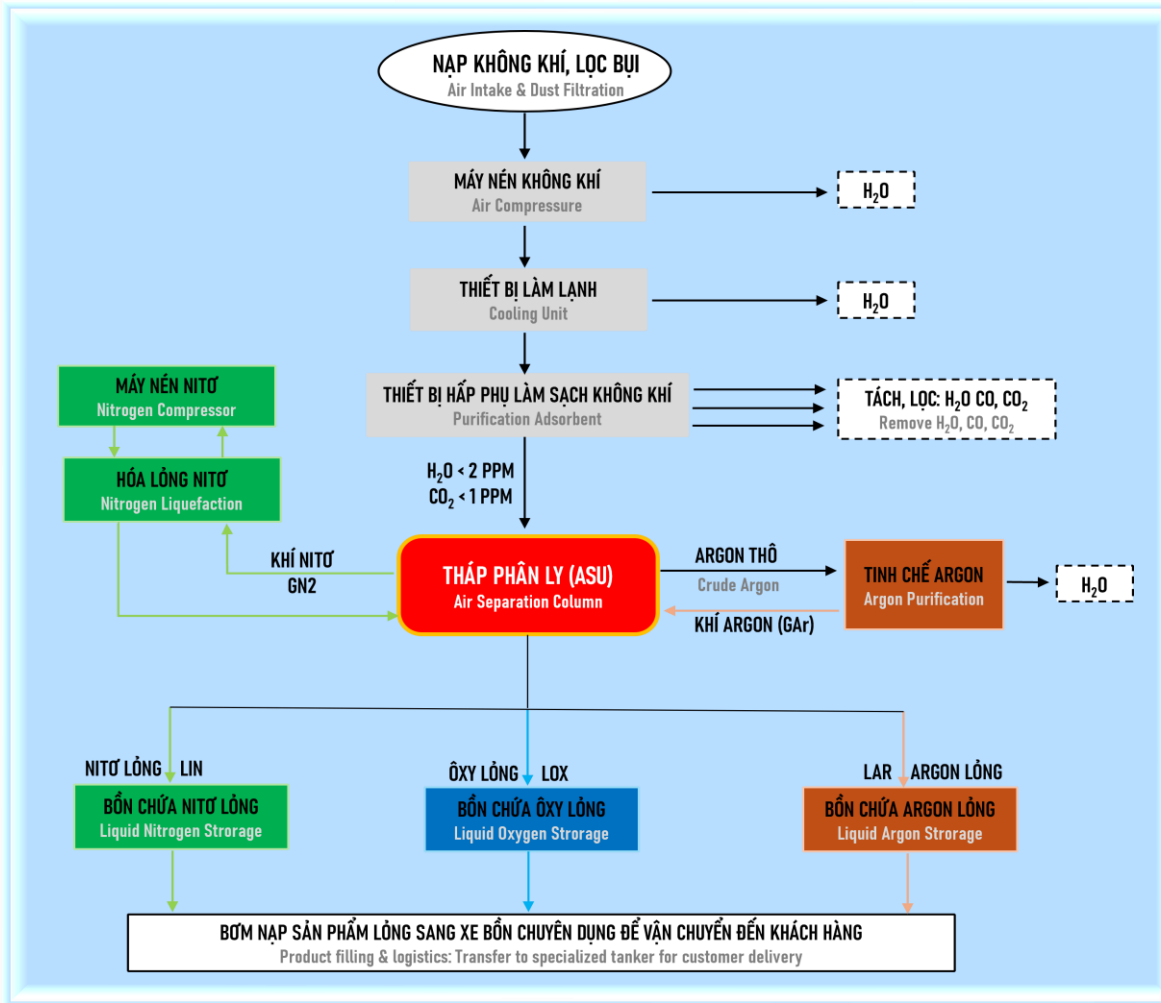 NẠP KHÔNG KHÍ, LỌC BỤI
Air Intake & Dust Filtration
MÁY NÉN KHÔNG KHÍ
Air Compressure
H₂O
THIẾT BỊ LÀM LẠNH
Cooling Unit
H₂O
MÁY NÉN NITƠ
Nitrogen Compressor
THIẾT BỊ HẤP PHỤ LÀM SẠCH KHÔNG KHÍ
Purification Adsorbent
TÁCH, LỌC: H₂O CO, CO₂
Remove H₂O, CO, CO₂
HÓA LỎNG NITƠ
Nitrogen Liquefaction
H₂O < 2 PPM
CO₂ < 1 PPM
KHÍ NITƠ
GN2
THÁP PHÂN LY (ASU)
Air Separation Column
ARGON THÔ
Crude Argon
KHÍ ARGON (GAr)
TINH CHẾ ARGON
Argon Purification
H₂O
NITƠ LỎNG LIN
ÔXY LỎNG LOX
LAR ARGON LỎNG
BỒN CHỨA NITƠ LỎNG
Liquid Nitrogen Strorage
BỒN CHỨA ÔXY LỎNG
Liquid Oxygen Strorage
BỒN CHỨA ARGON LỎNG
Liquid Argon Strorage
BƠM NẠP SẢN PHẨM LỎNG SANG XE BỒN CHUYÊN DỤNG ĐỂ VẬN CHUYỂN ĐẾN KHÁCH HÀNG
Product filling & logistics: Transfer to specialized tanker for customer delivery